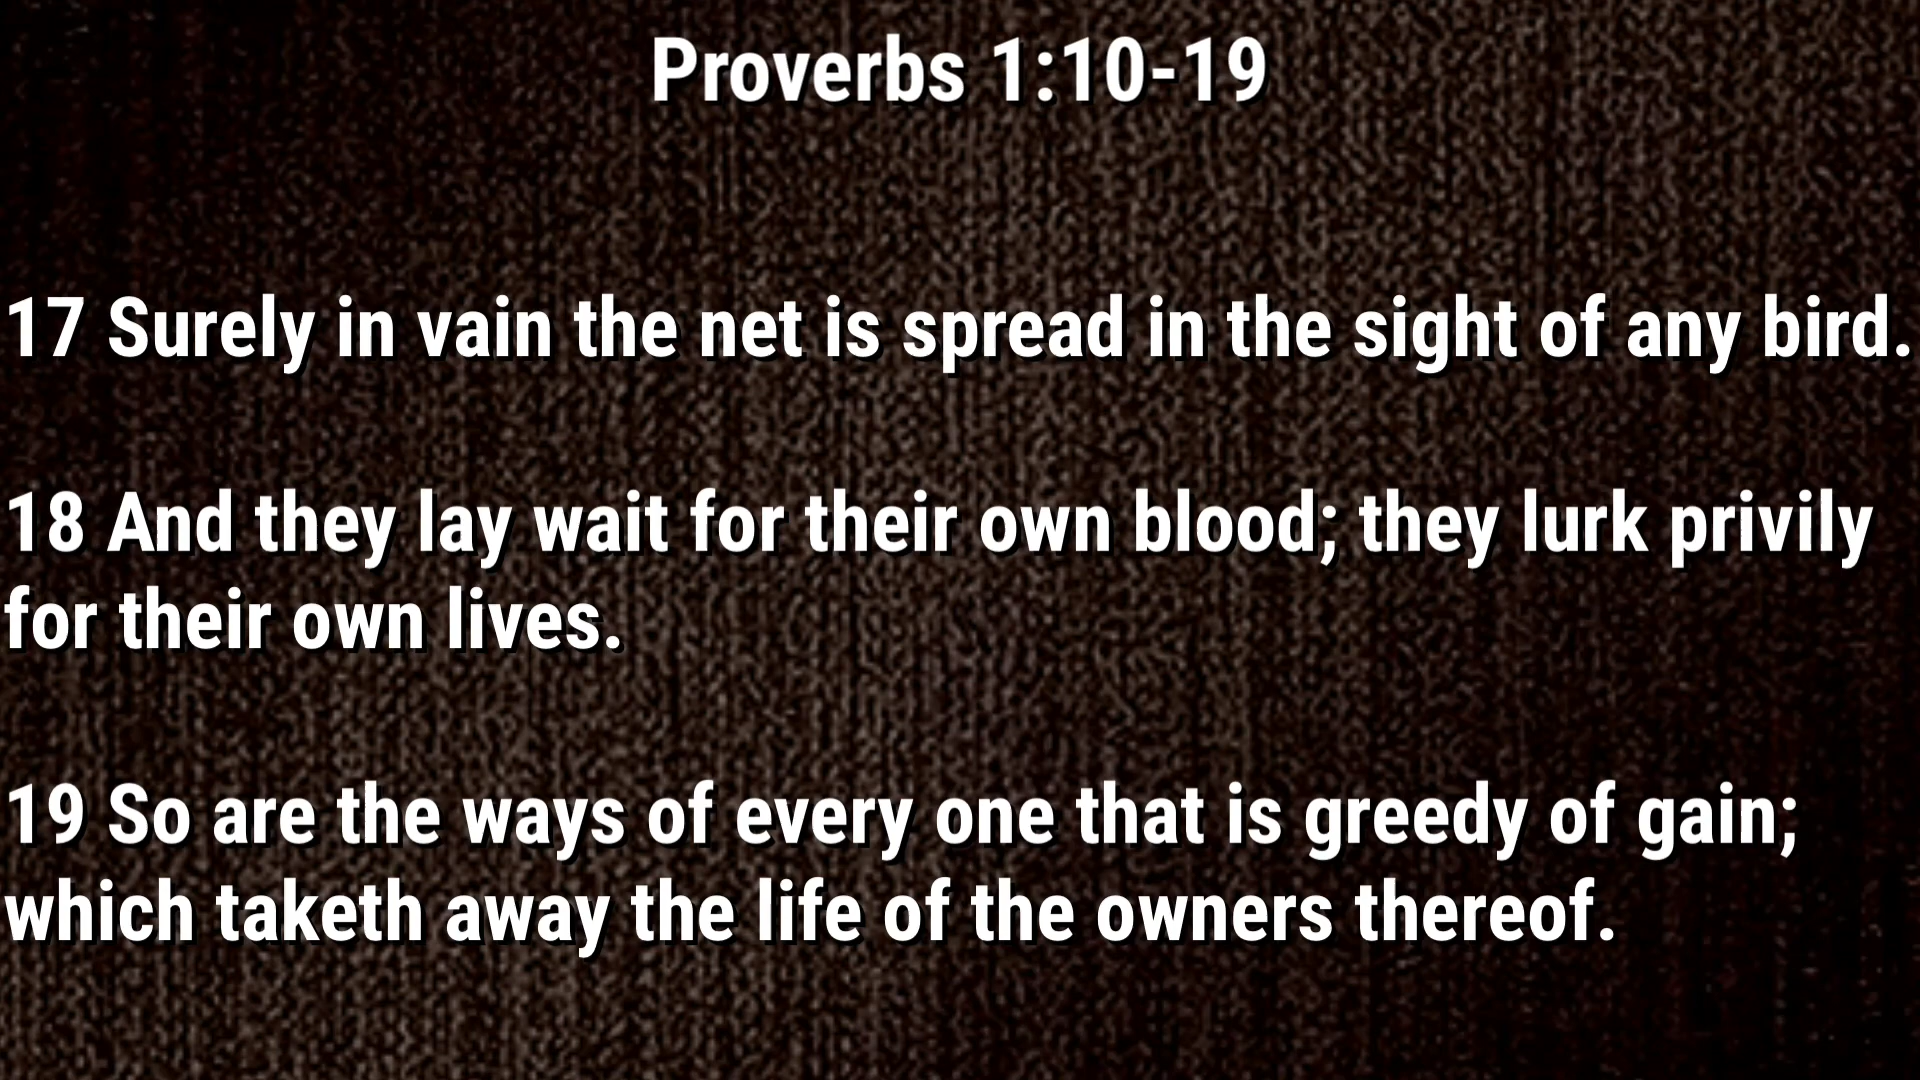 Proverbs 1:10-19
17 Surely in vain the net is spread in the sight of any bird.
18 And they lay wait for their own blood; they lurk privily
for their own lives.
19 So are the ways of every one that is greedy of gain;
which taketh away the life of the owners thereof.